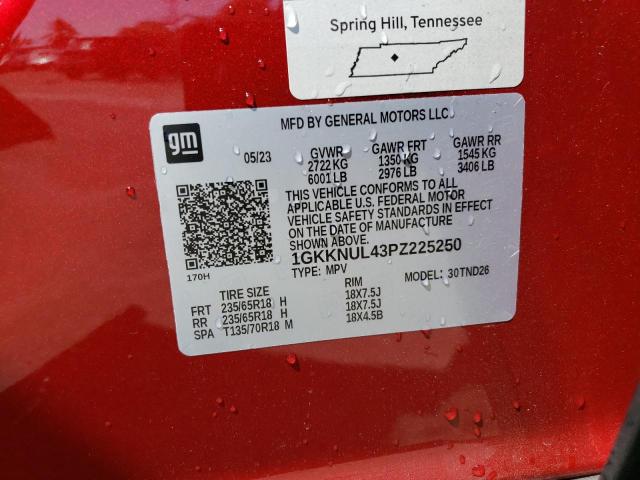 Spring Hill, Tennessee
gm
MFD BY GENERAL MOTORS LLC
05/23 GVWR GAWR FRT GAWR RR
2722 KG 1350 KG 1545 KG
6001 LB 2976 LB 3406 LB
THIS VEHICLE CONFORMS TO ALL
APPLICABLE U.S. FEDERAL MOTOR
VEHICLE SAFETY STANDARDS IN EFFECT
ON THE DATE OF MANUFACTURE
SHOWN ABOVE.
1GKKNUL43PZ225250
170H
TYPE: MPV MODEL: 30TND26
TIRE SIZE RIM
FRT 235/65R18 H 18X7.5J
RR 235/65R18 H 18X7.5J
SPA T135/70R18 M 18X4.5B